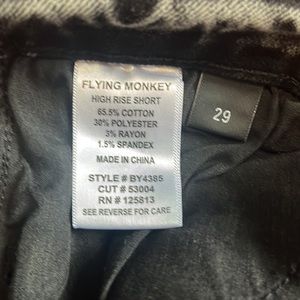 FLYING MONKEY
HIGH RISE SHORT
65.5% COTTON
30% POLYESTER
3% RAYON
1.5% SPANDEX
MADE IN CHINA
STYLE # BY4385
CUT # 53004
RN # 125813
SEE REVERSE FOR CARE
29